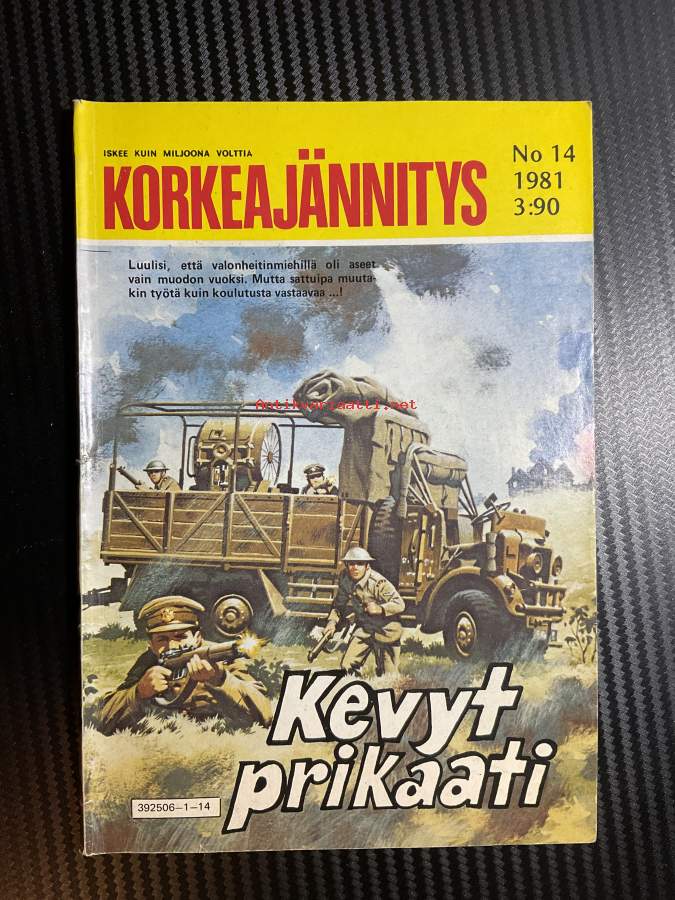 ISKEE KUIN MILJOONA VOLTTIA
KORKEAJÄNNITYS
No 14
1981
3:90
Luulisi, että valonheitinmiehillä oli aseet
vain muodon vuoksi. Mutta sattuipa muuta-
kin työtä kuin koulutusta vastaavaa ...!
Antikvariaatti.net
Kevyt
prikaati
392506-1-14